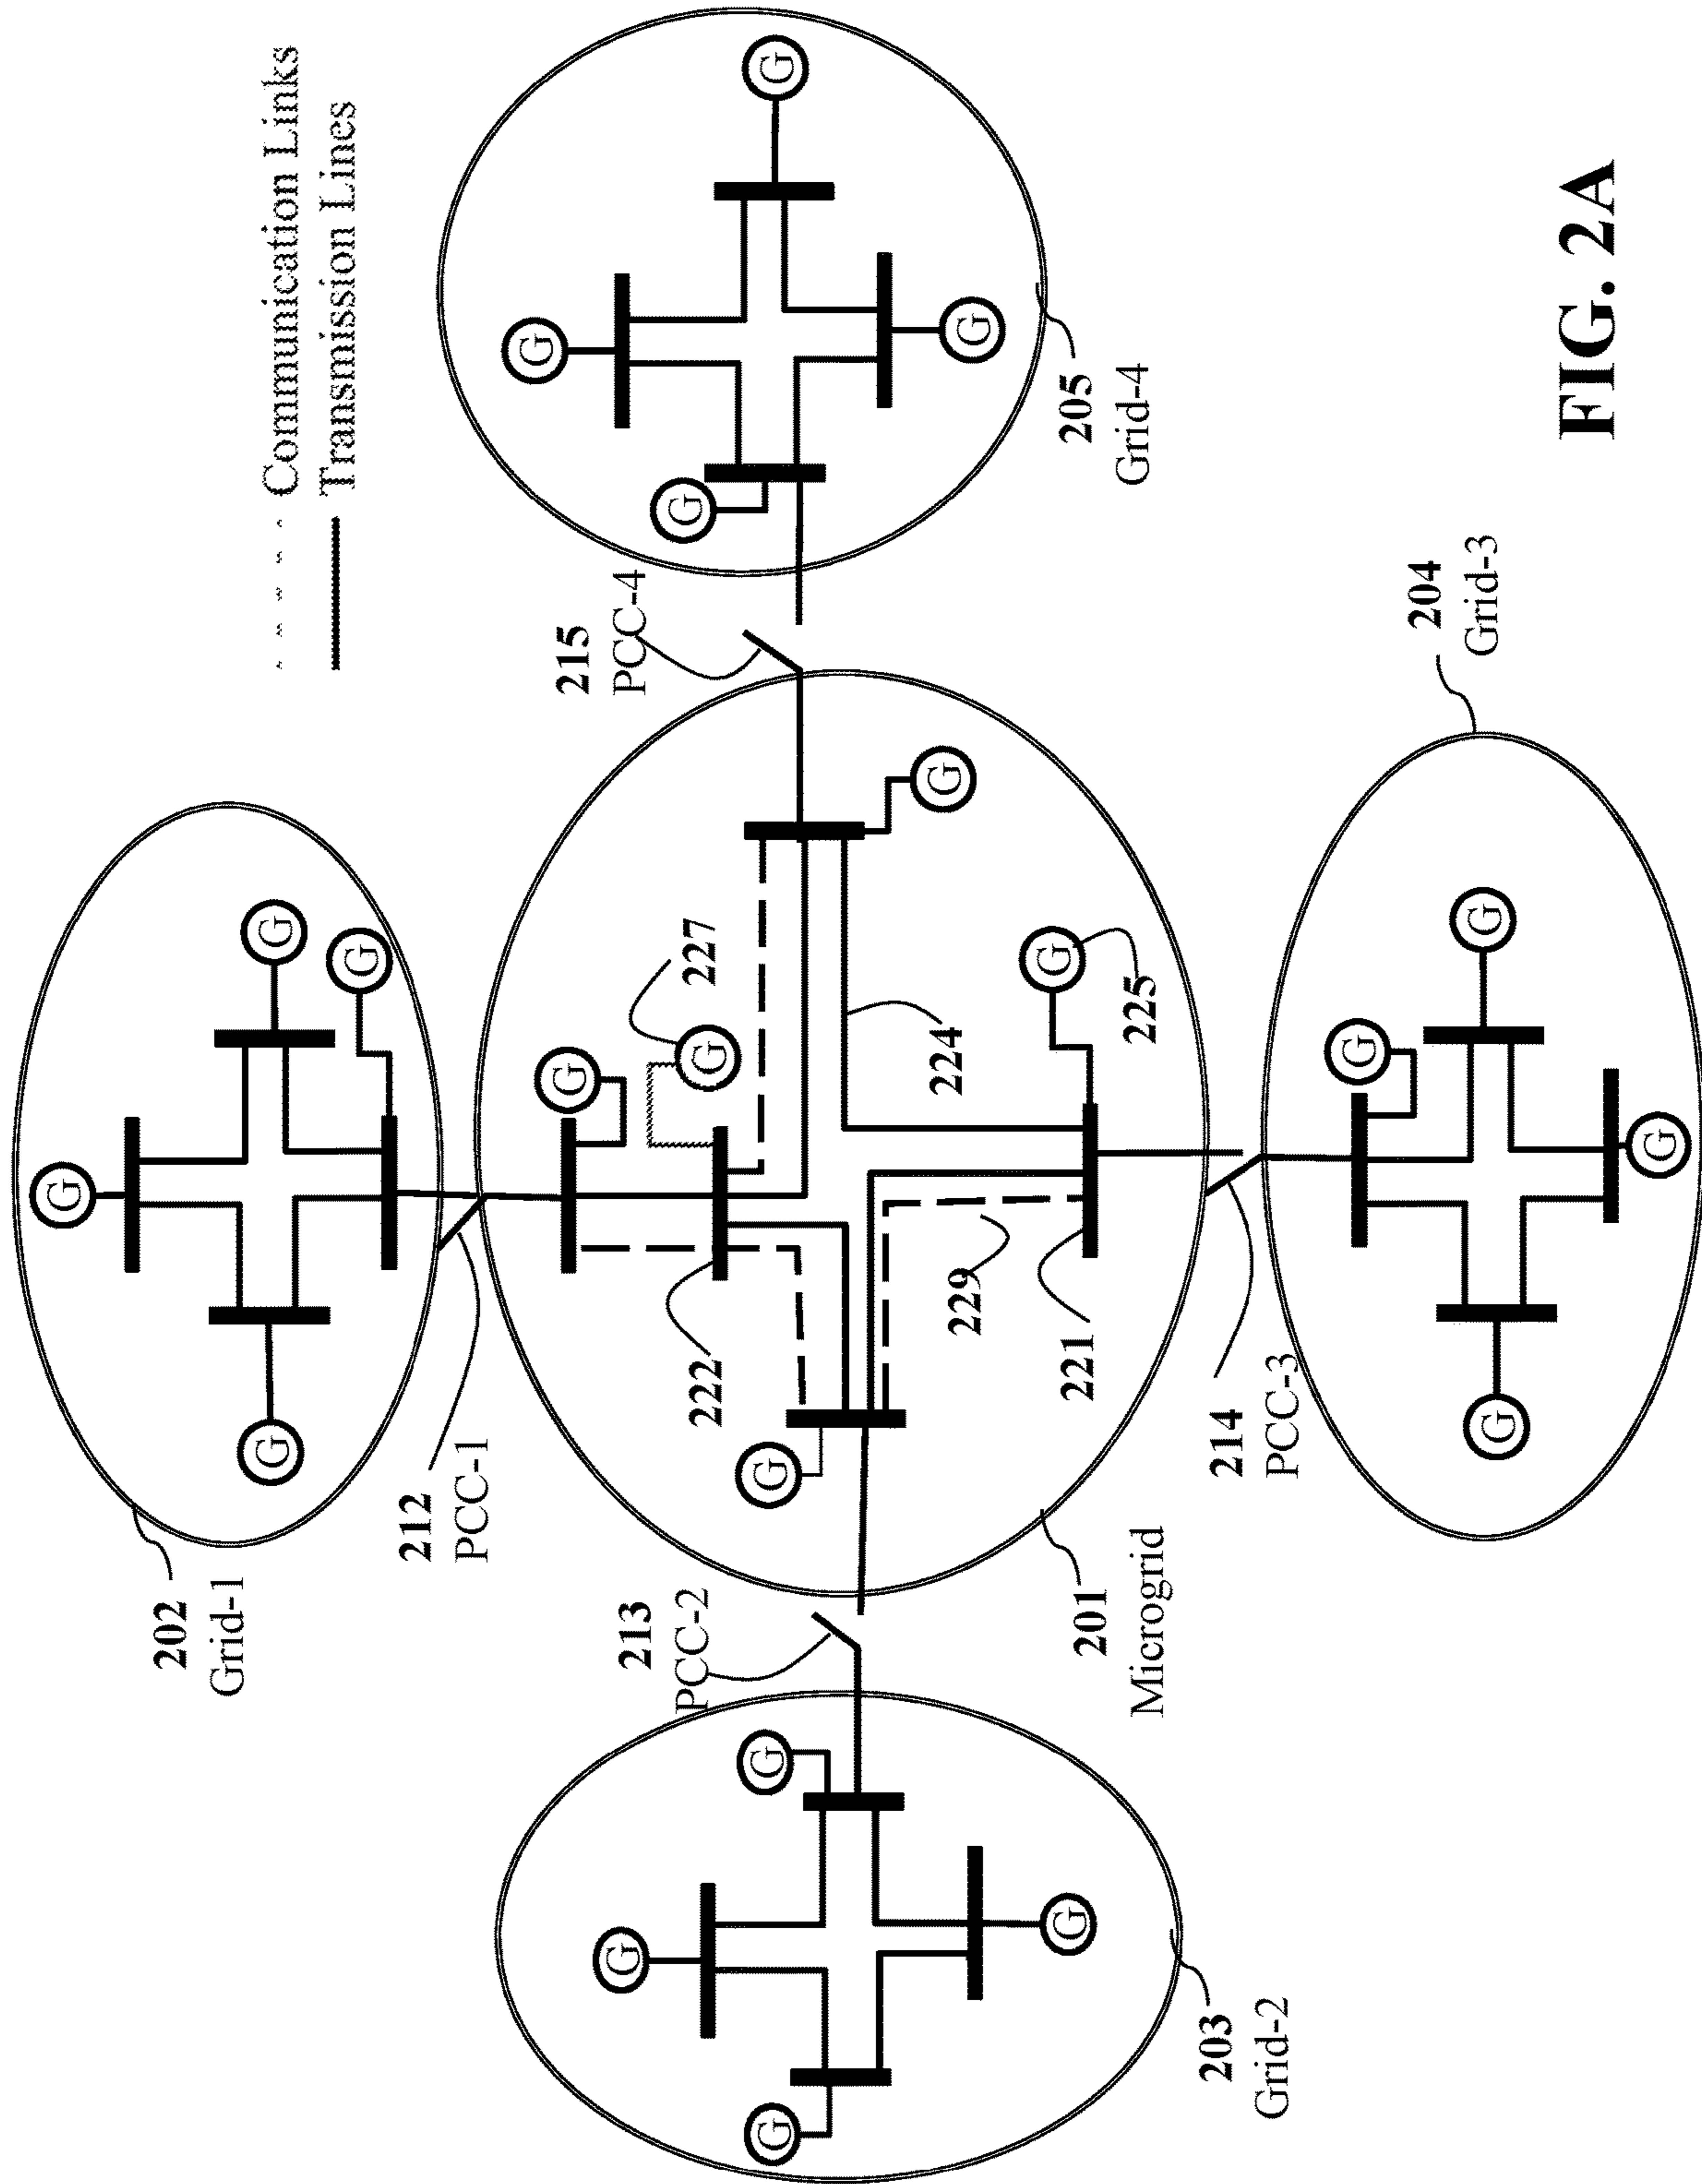 Communication Links
Transmission Lines
G
202
Grid-1
G
G
G
212
PCC-1
G
G
G
G
203
Grid-2
213
PCC-2
G
227
G
G
222
G
224
229
G
225
221
201
Microgrid
215
PCC-4
G
G
G
G
205
Grid-4
214
PCC-3
204
Grid-3
G
G
G
G
FIG. 2A